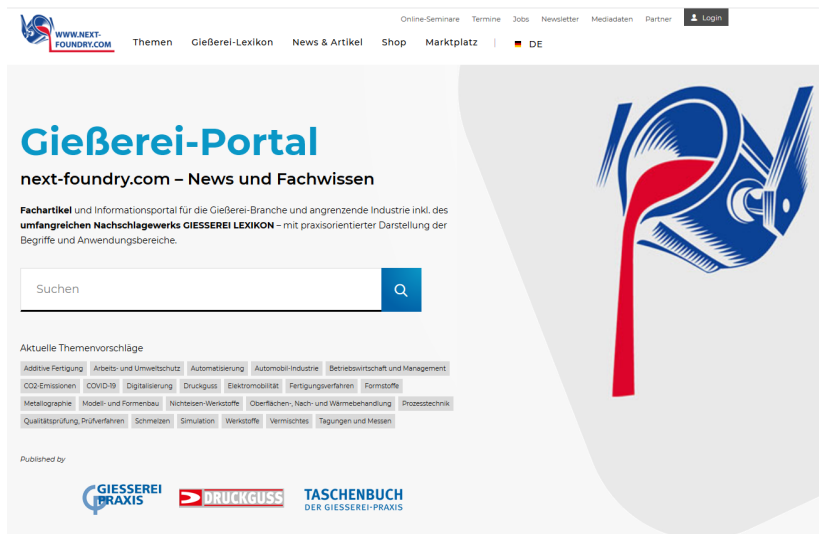 Online-Seminare Termine Jobs Newsletter Mediadaten Partner Login
WWW.NEXT-
FOUNDRY.COM
Themen Gießerei-Lexikon News & Artikel Shop Marktplatz | DE
Gießerei-Portal
next-foundry.com – News und Fachwissen
Fachartikel und Informationsportal für die Gießerei-Branche und angrenzende Industrie inkl. des
umfangreichen Nachschlagewerks GIESSEREI LEXIKON – mit praxisorientierter Darstellung der
Begriffe und Anwendungsbereiche.
Suchen
Aktuelle Themenvorschläge
Additive Fertigung Arbeits- und Umweltschutz Automatisierung Automobil-Industrie Betriebswirtschaft und Management
CO2-Emissionen COVID-19 Digitalisierung Druckguss Elektromobilität Fertigungsverfahren Formstoffe
Metallographie Modell- und Formenbau Nichteisen-Werkstoffe Oberflächen-, Nach- und Wärmebehandlung Prozesstechnik
Qualitätsprüfung, Prüfverfahren Schmelzen Simulation Werkstoffe Vermischtes Tagungen und Messen
Published by
GIESSEREI
PRAXIS
DRUCKGUSS
TASCHENBUCH
DER GIESSEREI-PRAXIS